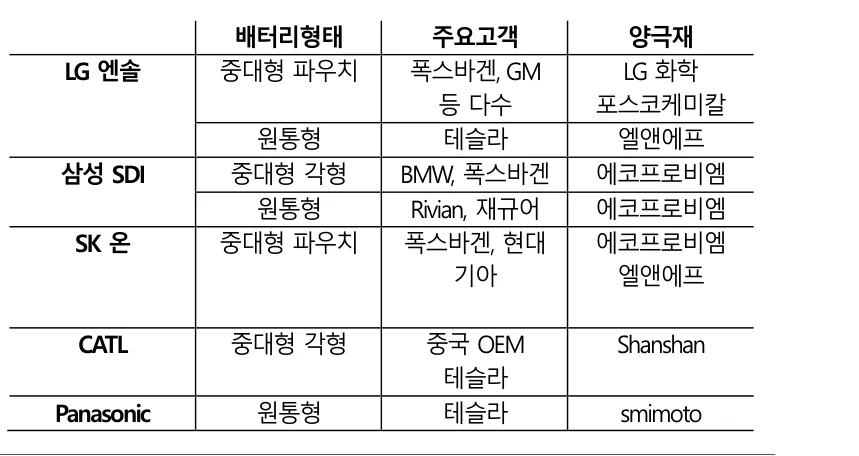 배터리형태 주요고객 양극재
LG 엔솔 중대형 파우치 폭스바겐, GM LG 화학
등 다수 포스코케미칼
원통형 테슬라 엘앤에프
삼성 SDI 중대형 각형 BMW, 폭스바겐 에코프로비엠
원통형 Rivian, 재규어 에코프로비엠
SK 온 중대형 파우치 폭스바겐, 현대 에코프로비엠
기아 엘앤에프
CATL 중대형 각형 중국 OEM Shanshan
테슬라
Panasonic 원통형 테슬라 smimoto